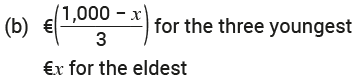 (b) €((1,000 − x)/3) for the three youngest
€x for the eldest